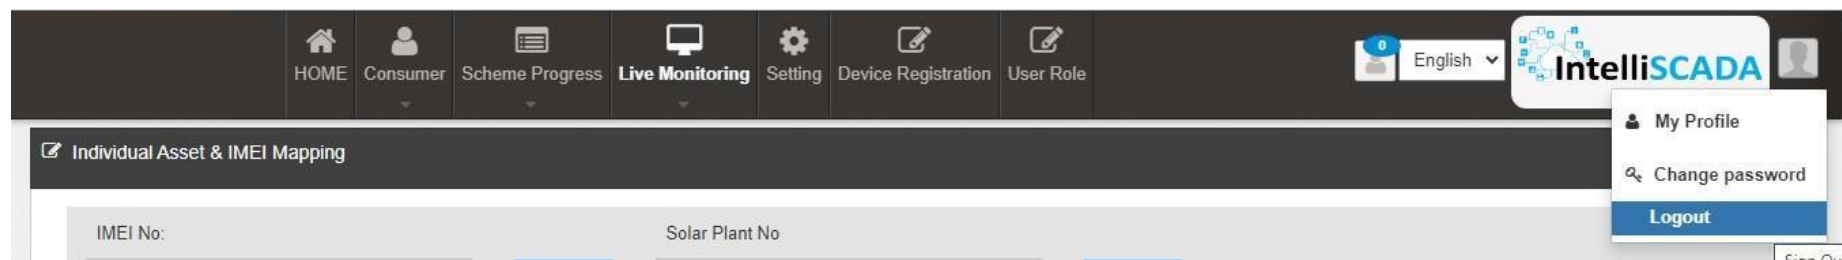 HOME Consumer Scheme Progress Live Monitoring Setting Device Registration User Role 0 English IntelliSCADA
My Profile
Individual Asset & IMEI Mapping
Change password
Logout
IMEI No: Solar Plant No